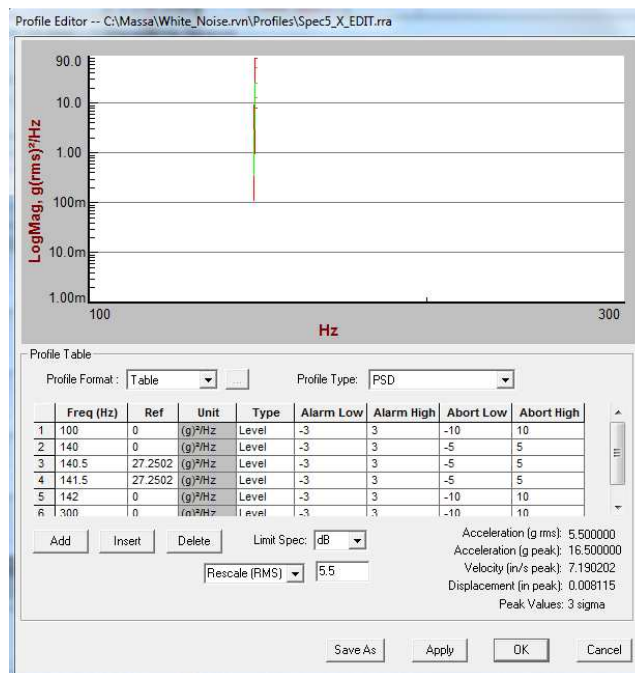 Profile Editor -- C:\Massa\White_Noise.rvn\Profiles\Spec5_X_EDIT.rra
LogMag, g(rms)²/Hz
90.0
10.0
1.00
100m
10.0m
1.00m
100
300
Hz
Profile Table
Profile Format : Table ... Profile Type: PSD
Freq (Hz) Ref Unit Type Alarm Low Alarm High Abort Low Abort High
1 100 0 (g)²/Hz Level -3 3 -10 10
2 140 0 (g)²/Hz Level -3 3 -5 5
3 140.5 27.2502 (g)²/Hz Level -3 3 -5 5
4 141.5 27.2502 (g)²/Hz Level -3 3 -5 5
5 142 0 (g)²/Hz Level -3 3 -10 10
6 300 0 (g)²/Hz Level -3 3 -10 10
Add Insert Delete Limit Spec: dB
Rescale (RMS) 5.5
Acceleration (g rms): 5.500000
Acceleration (g peak): 16.500000
Velocity (in/s peak): 7.190202
Displacement (in peak): 0.008115
Peak Values: 3 sigma
Save As Apply OK Cancel